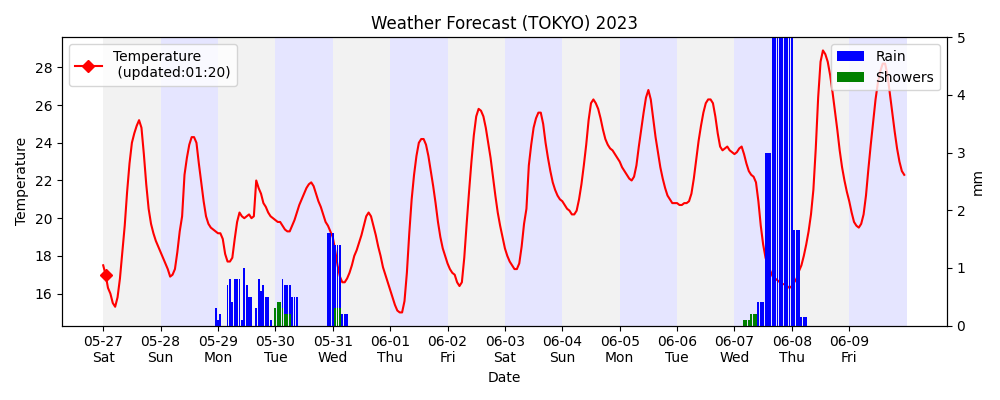 Weather Forecast (TOKYO) 2023
Temperature
(updated:01:20)
Rain
Showers
Temperature
28
26
24
22
20
18
16
5
4
3
2
1
0
mm
05-27 05-28 05-29 05-30 05-31 06-01 06-02 06-03 06-04 06-05 06-06 06-07 06-08 06-09
Sat Sun Mon Tue Wed Thu Fri Sat Sun Mon Tue Wed Thu Fri
Date